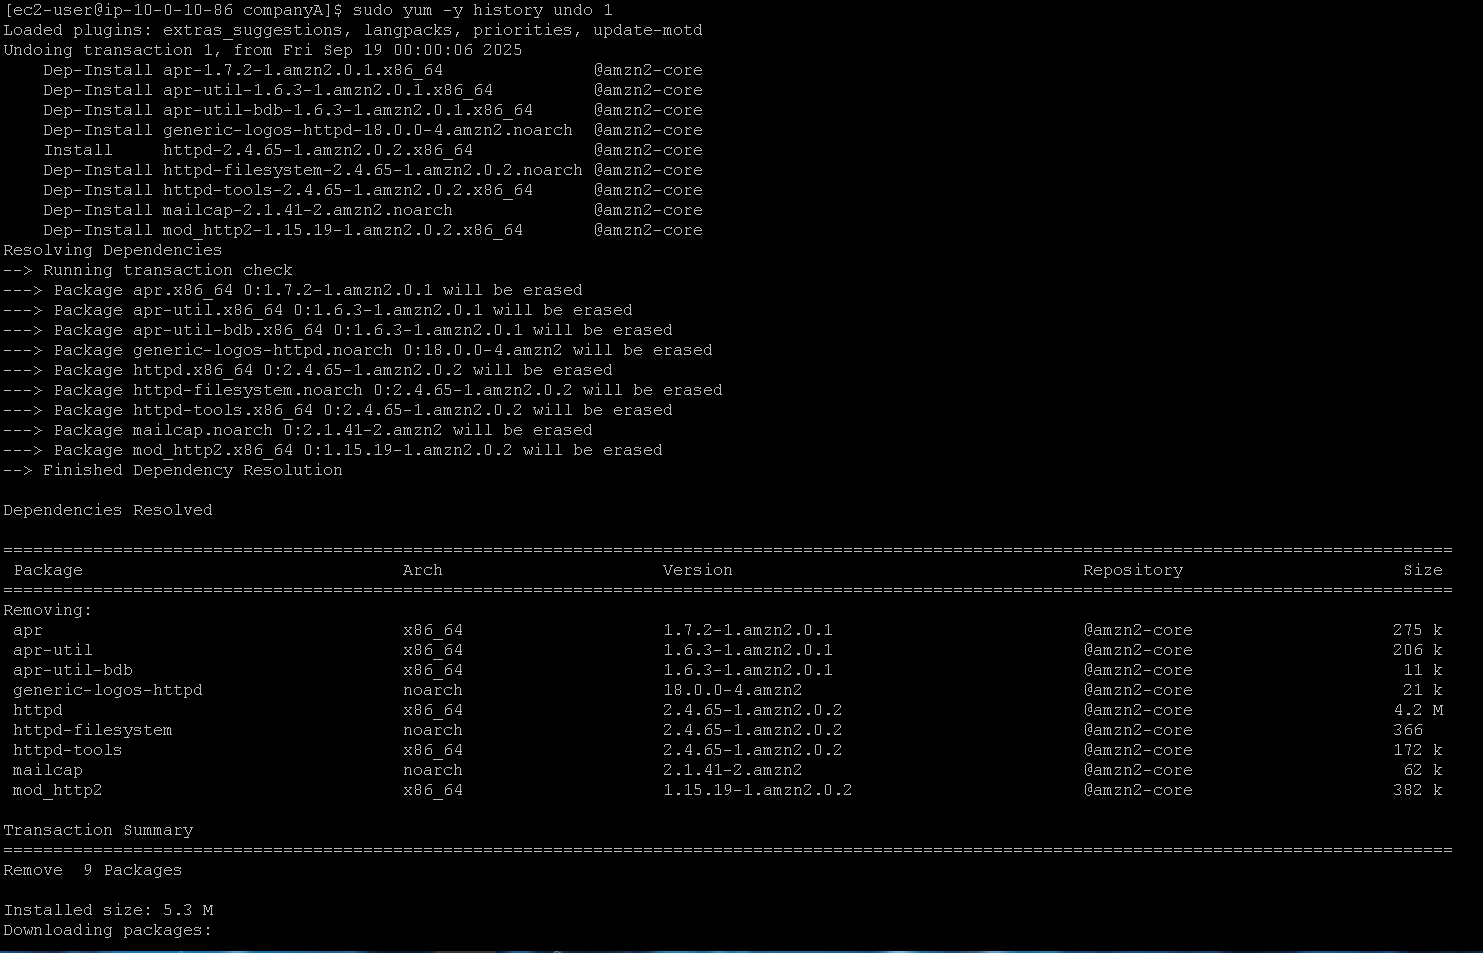 [ec2-user@ip-10-0-10-86 companyA]$ sudo yum -y history undo 1
Loaded plugins: extras_suggestions, langpacks, priorities, update-motd
Undoing transaction 1, from Fri Sep 19 00:00:06 2025
    Dep-Install apr-1.7.2-1.amzn2.0.1.x86_64               @amzn2-core
    Dep-Install apr-util-1.6.3-1.amzn2.0.1.x86_64          @amzn2-core
    Dep-Install apr-util-bdb-1.6.3-1.amzn2.0.1.x86_64      @amzn2-core
    Dep-Install generic-logos-httpd-18.0.0-4.amzn2.noarch  @amzn2-core
    Install     httpd-2.4.65-1.amzn2.0.2.x86_64            @amzn2-core
    Dep-Install httpd-filesystem-2.4.65-1.amzn2.0.2.noarch @amzn2-core
    Dep-Install httpd-tools-2.4.65-1.amzn2.0.2.x86_64      @amzn2-core
    Dep-Install mailcap-2.1.41-2.amzn2.noarch              @amzn2-core
    Dep-Install mod_http2-1.15.19-1.amzn2.0.2.x86_64       @amzn2-core
Resolving Dependencies
--> Running transaction check
---> Package apr.x86_64 0:1.7.2-1.amzn2.0.1 will be erased
---> Package apr-util.x86_64 0:1.6.3-1.amzn2.0.1 will be erased
---> Package apr-util-bdb.x86_64 0:1.6.3-1.amzn2.0.1 will be erased
---> Package generic-logos-httpd.noarch 0:18.0.0-4.amzn2 will be erased
---> Package httpd.x86_64 0:2.4.65-1.amzn2.0.2 will be erased
---> Package httpd-filesystem.noarch 0:2.4.65-1.amzn2.0.2 will be erased
---> Package httpd-tools.x86_64 0:2.4.65-1.amzn2.0.2 will be erased
---> Package mailcap.noarch 0:2.1.41-2.amzn2 will be erased
---> Package mod_http2.x86_64 0:1.15.19-1.amzn2.0.2 will be erased
--> Finished Dependency Resolution

Dependencies Resolved

================================================================================
 Package    Arch    Version    Repository    Size
================================================================================
Removing:
 apr    x86_64    1.7.2-1.amzn2.0.1    @amzn2-core    275 k
 apr-util    x86_64    1.6.3-1.amzn2.0.1    @amzn2-core    206 k
 apr-util-bdb    x86_64    1.6.3-1.amzn2.0.1    @amzn2-core    11 k
 generic-logos-httpd    noarch    18.0.0-4.amzn2    @amzn2-core    21 k
 httpd    x86_64    2.4.65-1.amzn2.0.2    @amzn2-core    4.2 M
 httpd-filesystem    noarch    2.4.65-1.amzn2.0.2    @amzn2-core    366
 httpd-tools    x86_64    2.4.65-1.amzn2.0.2    @amzn2-core    172 k
 mailcap    noarch    2.1.41-2.amzn2    @amzn2-core    62 k
 mod_http2    x86_64    1.15.19-1.amzn2.0.2    @amzn2-core    382 k

Transaction Summary
================================================================================
Remove  9 Packages

Installed size: 5.3 M
Downloading packages: